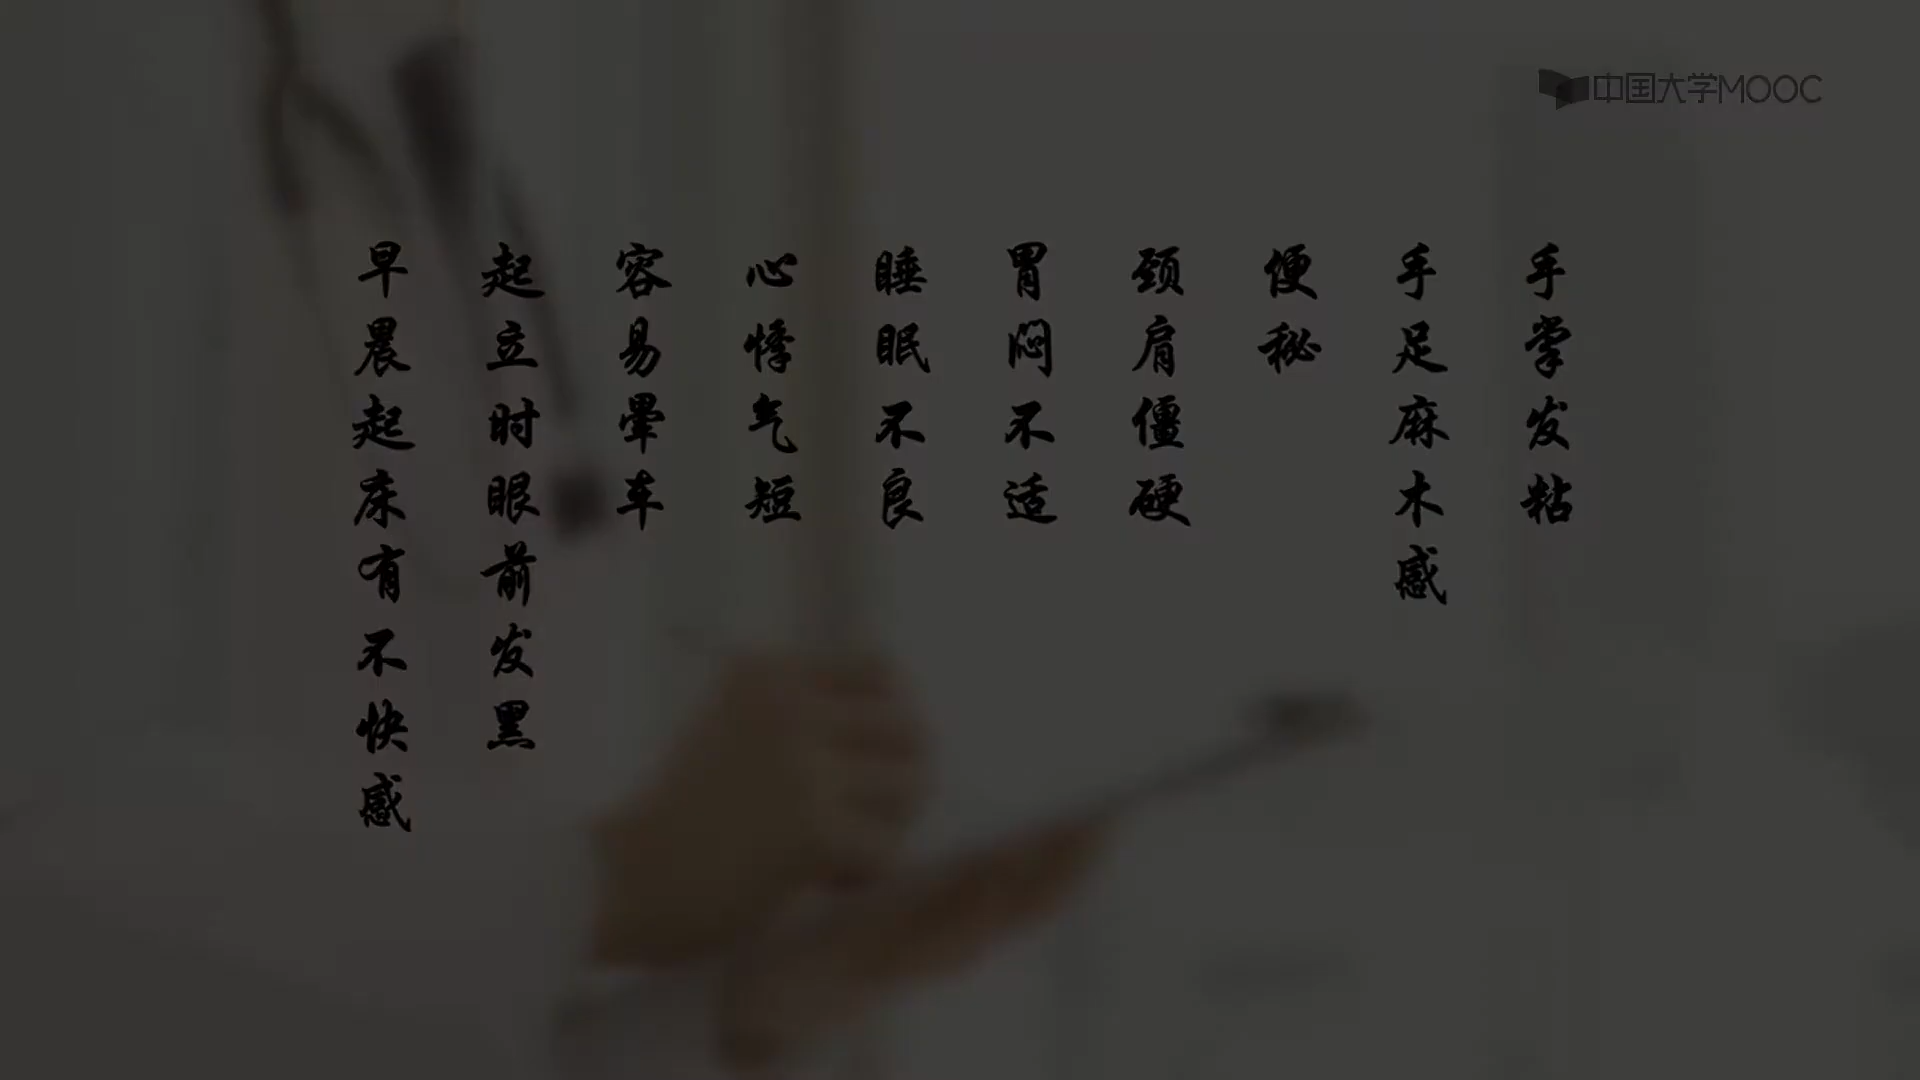 中国大学MOOC
早晨起床有不快感
起立时眼前发黑
容易晕车
心悸气短
睡眠不良
胃闷不适
颈肩僵硬
便秘
手足麻木感
手掌发粘